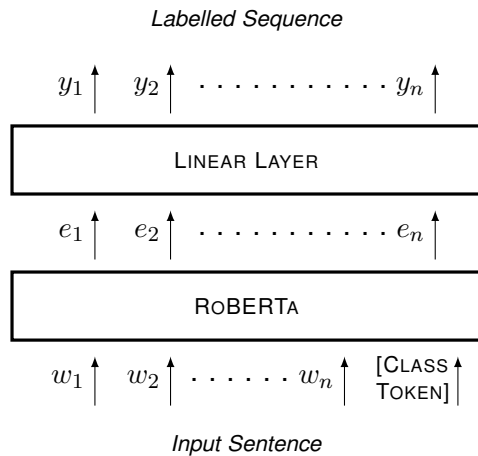 Labelled Sequence
y1 y2 . . . . . . . . . . . yn
LINEAR LAYER
e1 e2 . . . . . . . . . . . en
ROBERTA
w1 w2 . . . . . . wn [CLASS
TOKEN]
Input Sentence